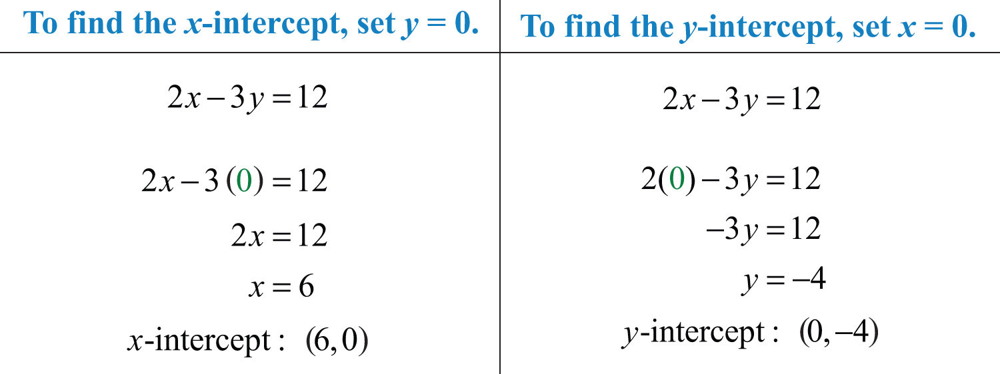 To find the x-intercept, set y = 0.
2x − 3y = 12
2x − 3(0) = 12
2x = 12
x = 6
x-intercept : (6, 0)
To find the y-intercept, set x = 0.
2x − 3y = 12
2(0) − 3y = 12
−3y = 12
y = −4
y-intercept : (0, −4)